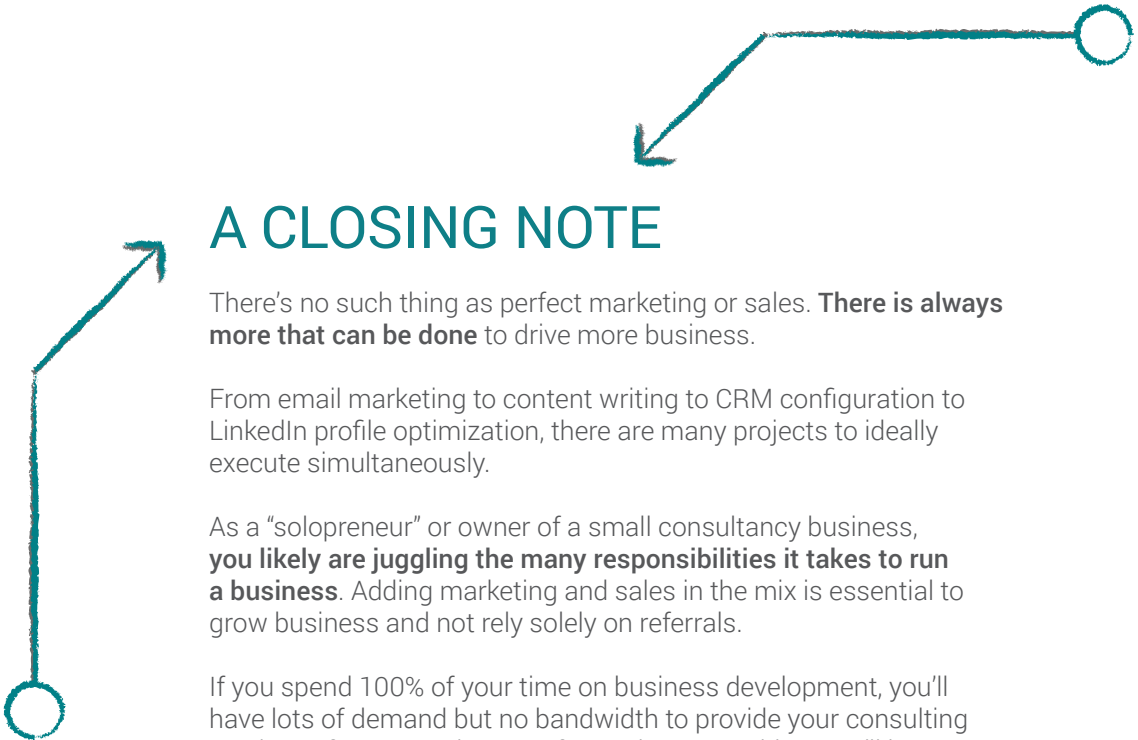 A CLOSING NOTE
There’s no such thing as perfect marketing or sales. There is always
more that can be done to drive more business.
From email marketing to content writing to CRM configuration to
LinkedIn profile optimization, there are many projects to ideally
execute simultaneously.
As a “solopreneur” or owner of a small consultancy business,
you likely are juggling the many responsibilities it takes to run
a business. Adding marketing and sales in the mix is essential to
grow business and not rely solely on referrals.
If you spend 100% of your time on business development, you’ll
have lots of demand but no bandwidth to provide your consulting